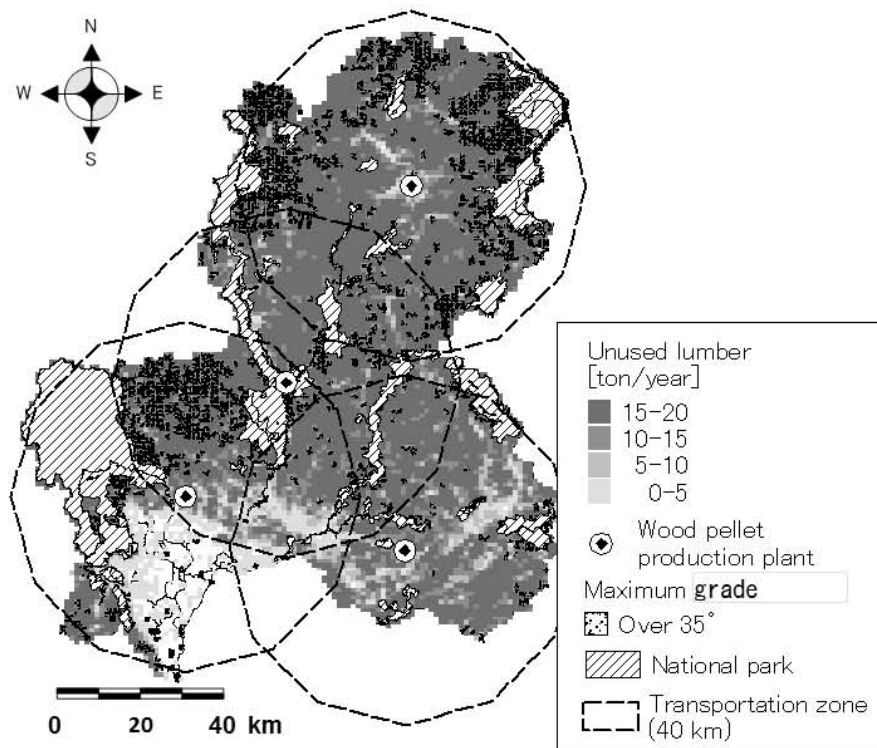 N
W E
S
Unused lumber
[ton/year]
15-20
10-15
5-10
0-5
Wood pellet
production plant
Maximum grade
Over 35°
National park
Transportation zone
(40 km)
0 20 40 km